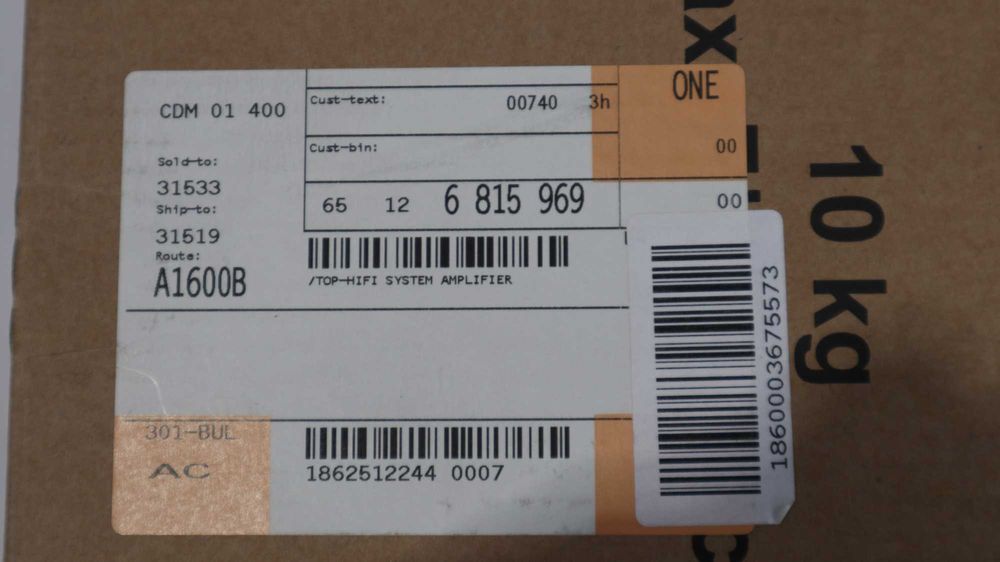 CDM 01 400
Cust-text: 00740 3h
ONE
Cust-bin:
00
Sold-to:
31533
65 12 6 815 969
00
Ship-to:
31519
Route:
A1600B
/TOP-HIFI SYSTEM AMPLIFIER
301-BUL
AC
1862512244 0007
1860003675573
10 kg